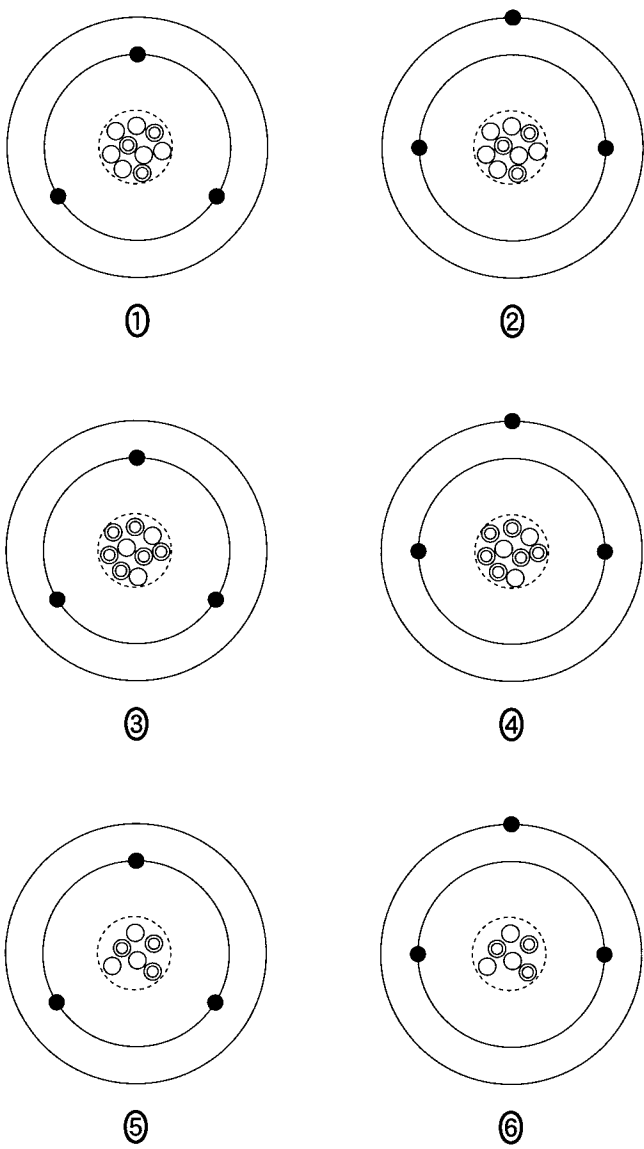 ① ②
③ ④
⑤ ⑥